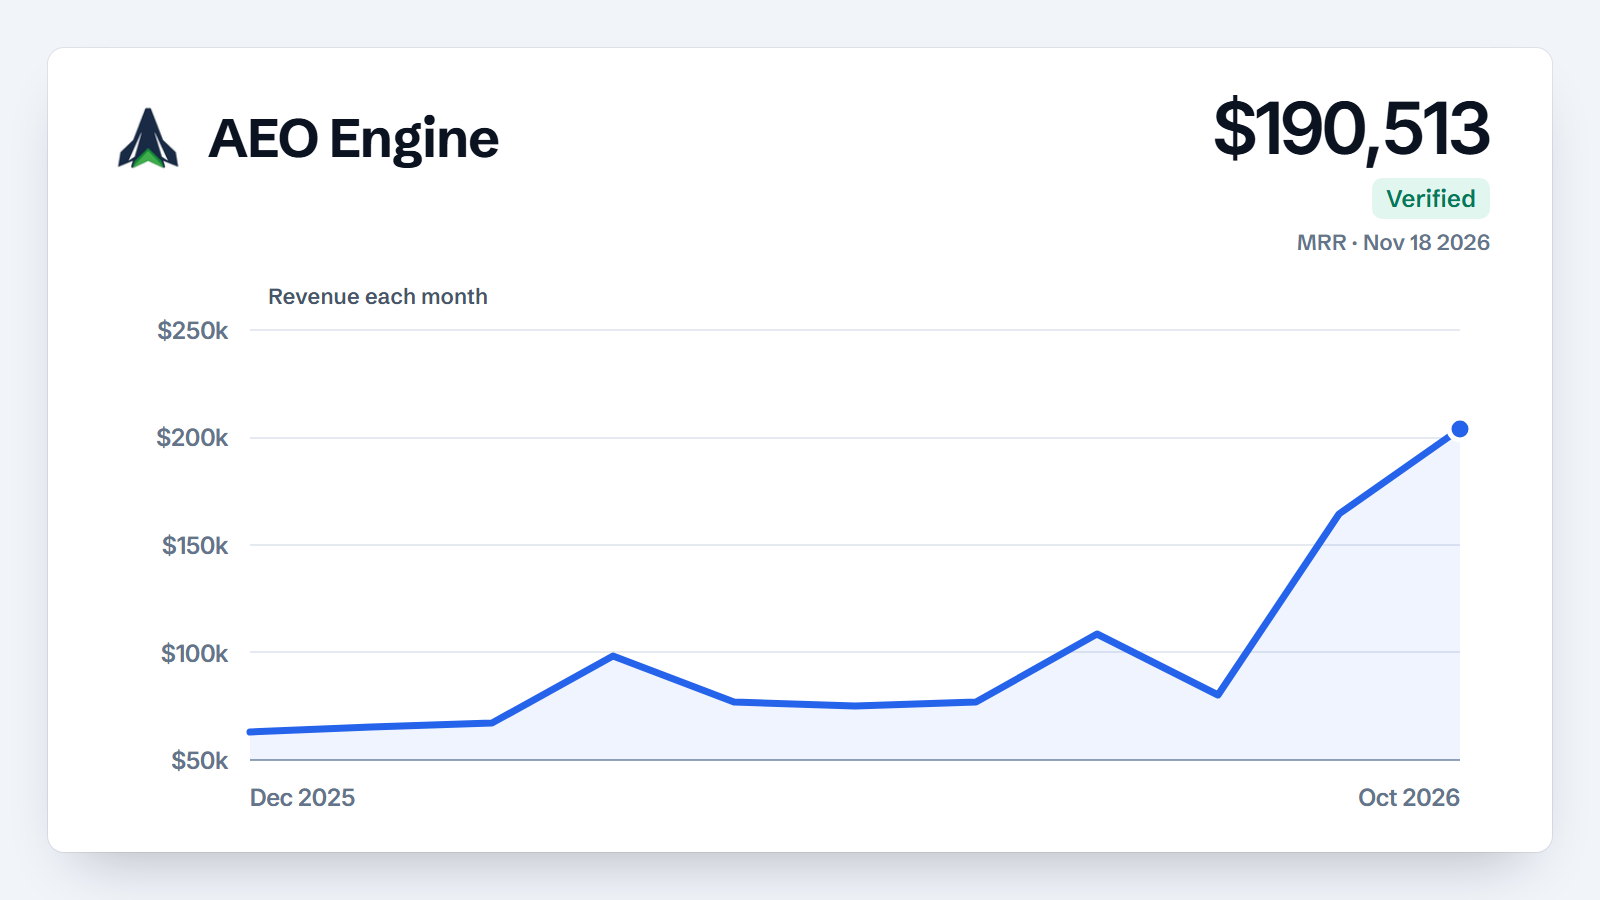 AEO Engine
$190,513
Verified
MRR · Nov 18 2026
Revenue each month
$250k
$200k
$150k
$100k
$50k
Dec 2025
Oct 2026